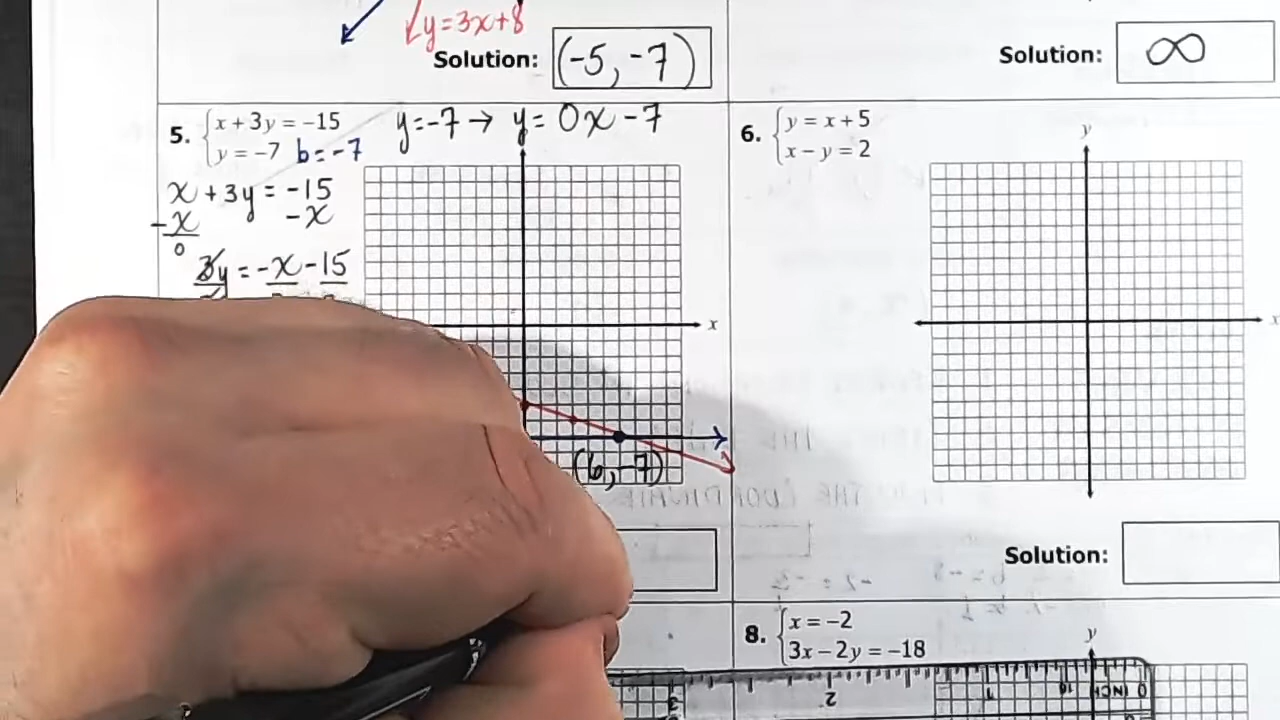 y=3x+8
Solution: (-5, -7)
Solution: ∞
5. { x + 3y = -15
y = -7 b=-7
y=-7 → y= 0x-7
x + 3y = -15
-x -x
0
3y = -x -15
x
(6,-7)
6. { y = x + 5
x - y = 2
y
x
Solution:
8. { x = -2
3x - 2y = -18
y
2